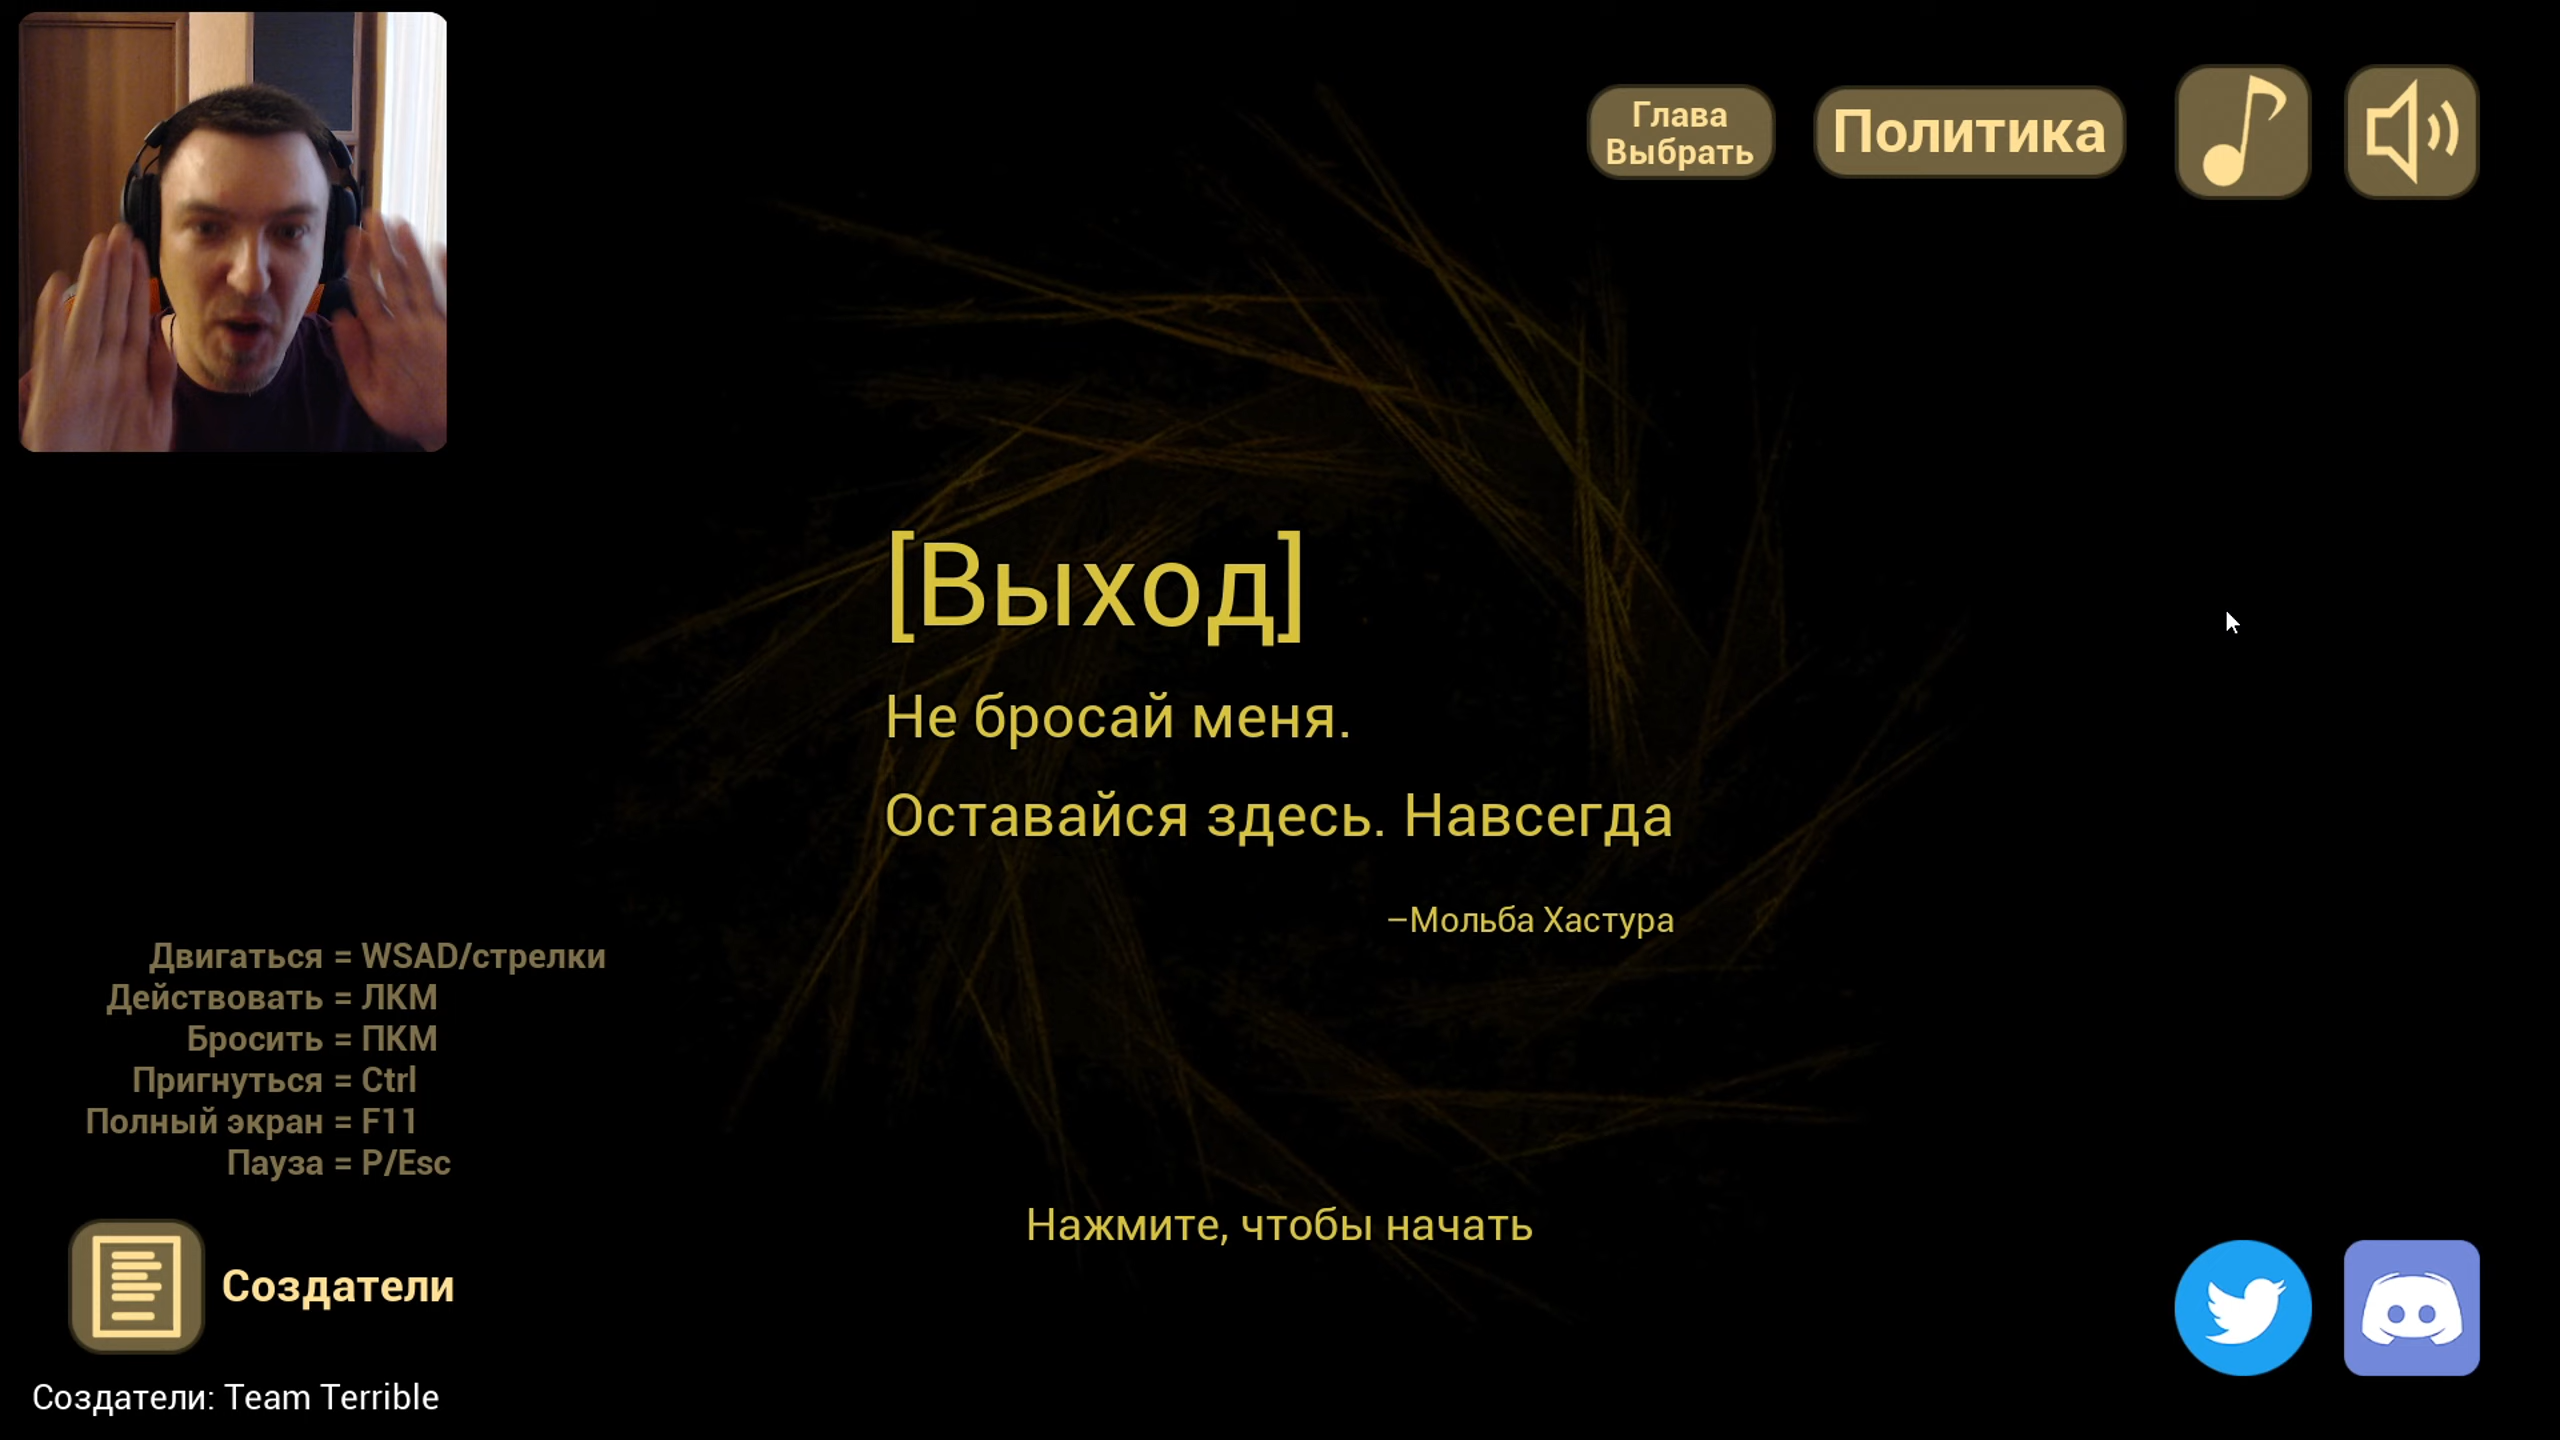 Глава
Выбрать
Политика
[Выход]
Не бросай меня.
Оставайся здесь. Навсегда
–Мольба Хастура
Двигаться = WSAD/стрелки
Действовать = ЛКМ
Бросить = ПКМ
Пригнуться = Ctrl
Полный экран = F11
Пауза = P/Esc
Нажмите, чтобы начать
Создатели
Создатели: Team Terrible